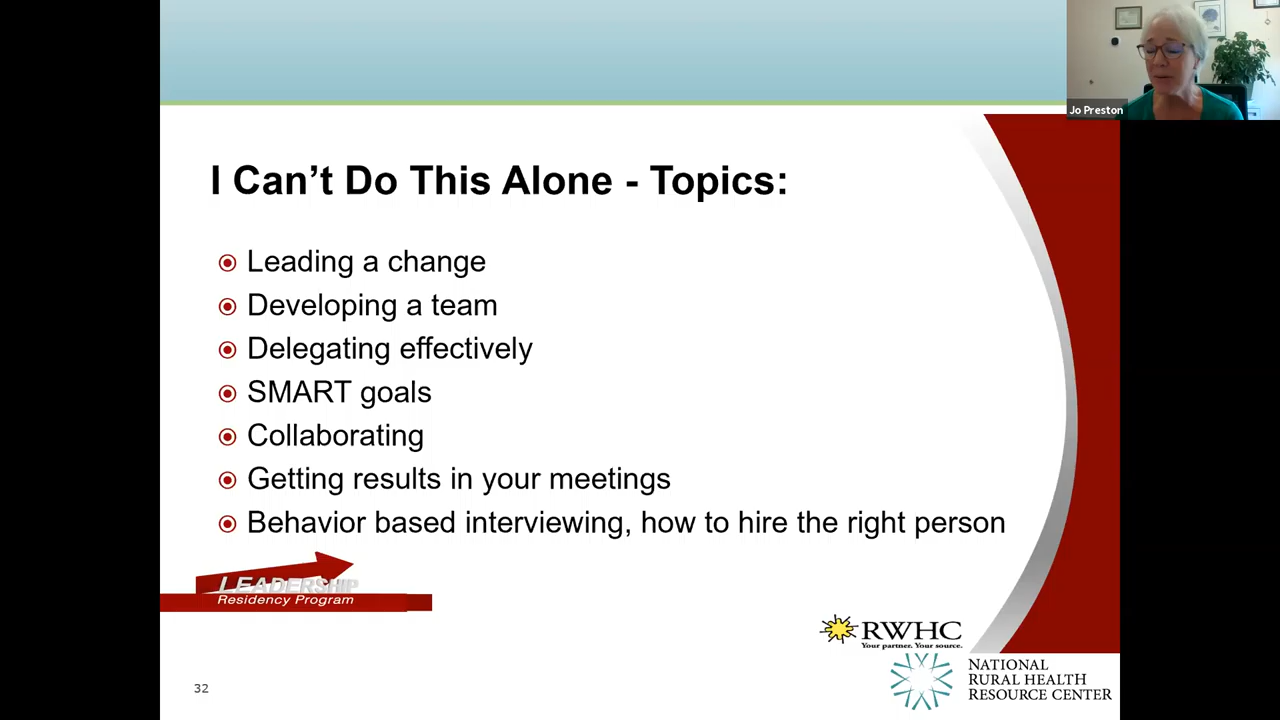 Jo Preston
I Can’t Do This Alone - Topics:
Leading a change
Developing a team
Delegating effectively
SMART goals
Collaborating
Getting results in your meetings
Behavior based interviewing, how to hire the right person
LEADERSHIP
Residency Program
RWHC
Your partner. Your source.
NATIONAL
RURAL HEALTH
RESOURCE CENTER
32